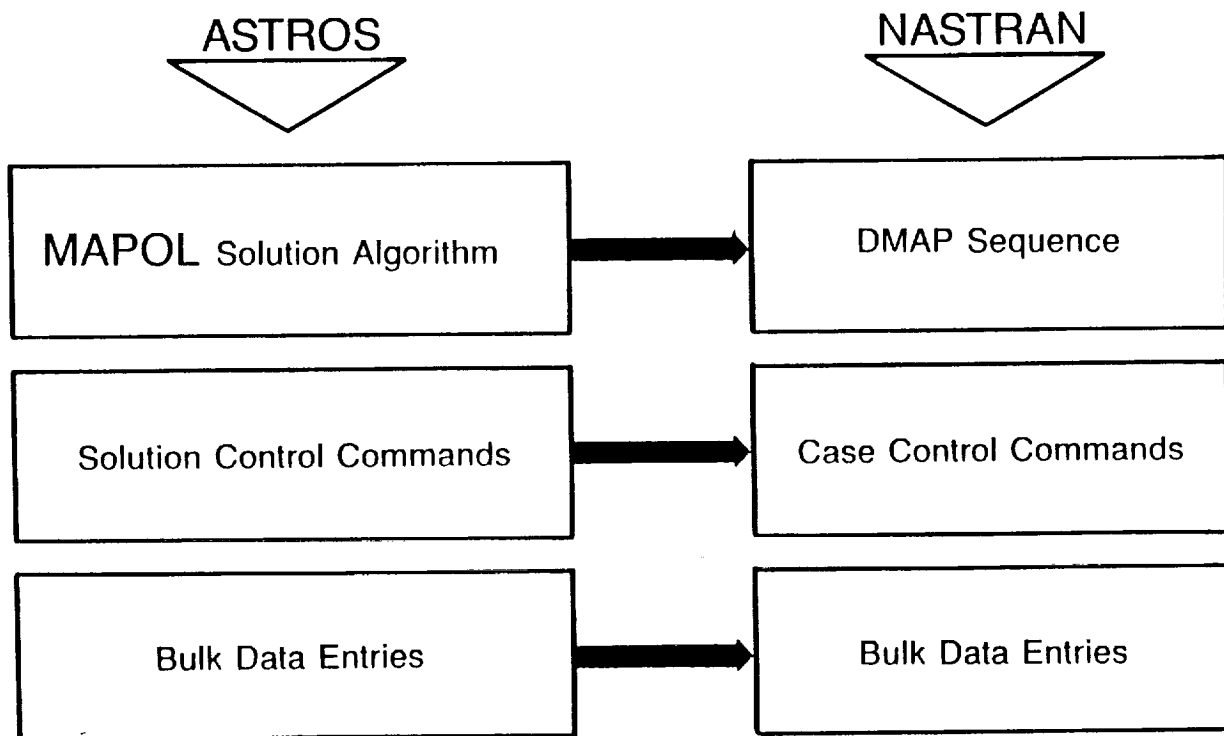 ASTROS
NASTRAN
MAPOL Solution Algorithm
DMAP Sequence
Solution Control Commands
Case Control Commands
Bulk Data Entries
Bulk Data Entries